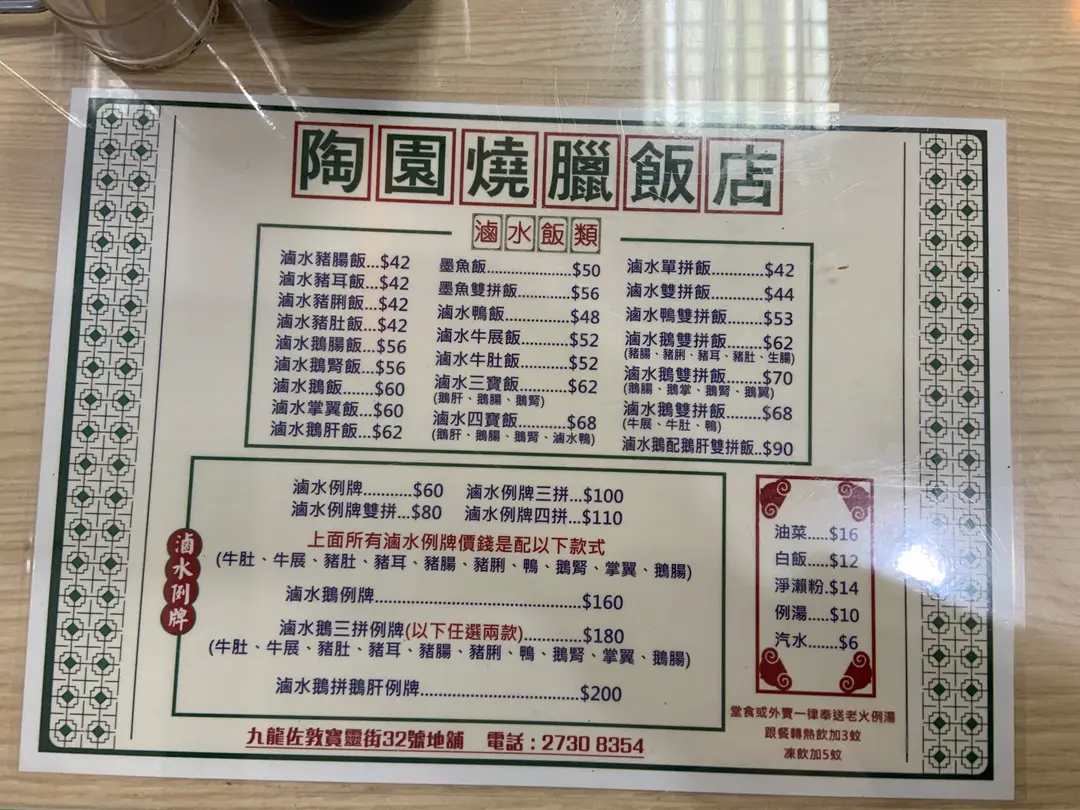 陶園燒臘飯店
滷水飯類
滷水豬腸飯...$42
滷水豬耳飯...$42
滷水豬脷飯...$42
滷水豬肚飯...$42
滷水鵝腸飯...$56
滷水鵝腎飯...$56
滷水鵝飯......$60
滷水掌翼飯...$60
滷水鵝肝飯...$62
墨魚飯......................$50
墨魚雙拼飯.............$56
滷水鴨飯................$48
滷水牛展飯............$52
滷水牛肚飯............$52
滷水三寶飯............$62
(鵝肝、鵝腸、鵝腎)
滷水四寶飯............$68
(鵝肝、鵝腸、鵝腎、滷水鴨)
滷水單拼飯............$42
滷水雙拼飯............$44
滷水鴨雙拼飯........$53
滷水鵝雙拼飯........$62
(豬腸、豬脷、豬耳、豬肚、生腸)
滷水鵝雙拼飯........$70
(鵝腸、鵝掌、鵝腎、鵝翼)
滷水鵝雙拼飯........$68
(牛展、牛肚、鴨)
滷水鵝配鵝肝雙拼飯..$90
滷水例牌
滷水例牌............$60 滷水例牌三拼...$100
滷水例牌雙拼...$80 滷水例牌四拼...$110
上面所有滷水例牌價錢是配以下款式
(牛肚、牛展、豬肚、豬耳、豬腸、豬脷、鴨、鵝腎、掌翼、鵝腸)
滷水鵝例牌..................................................$160
滷水鵝三拼例牌(以下任選兩款)..............$180
(牛肚、牛展、豬肚、豬耳、豬腸、豬脷、鴨、鵝腎、掌翼、鵝腸)
滷水鵝拼鵝肝例牌.......................................$200
油菜.....$16
白飯.....$12
淨瀨粉.$14
例湯.....$10
汽水.......$6
堂食或外賣一律奉送老火例湯
跟餐轉熱飲加3蚊
凍飲加5蚊
九龍佐敦寶靈街32號地舖 電話:2730 8354